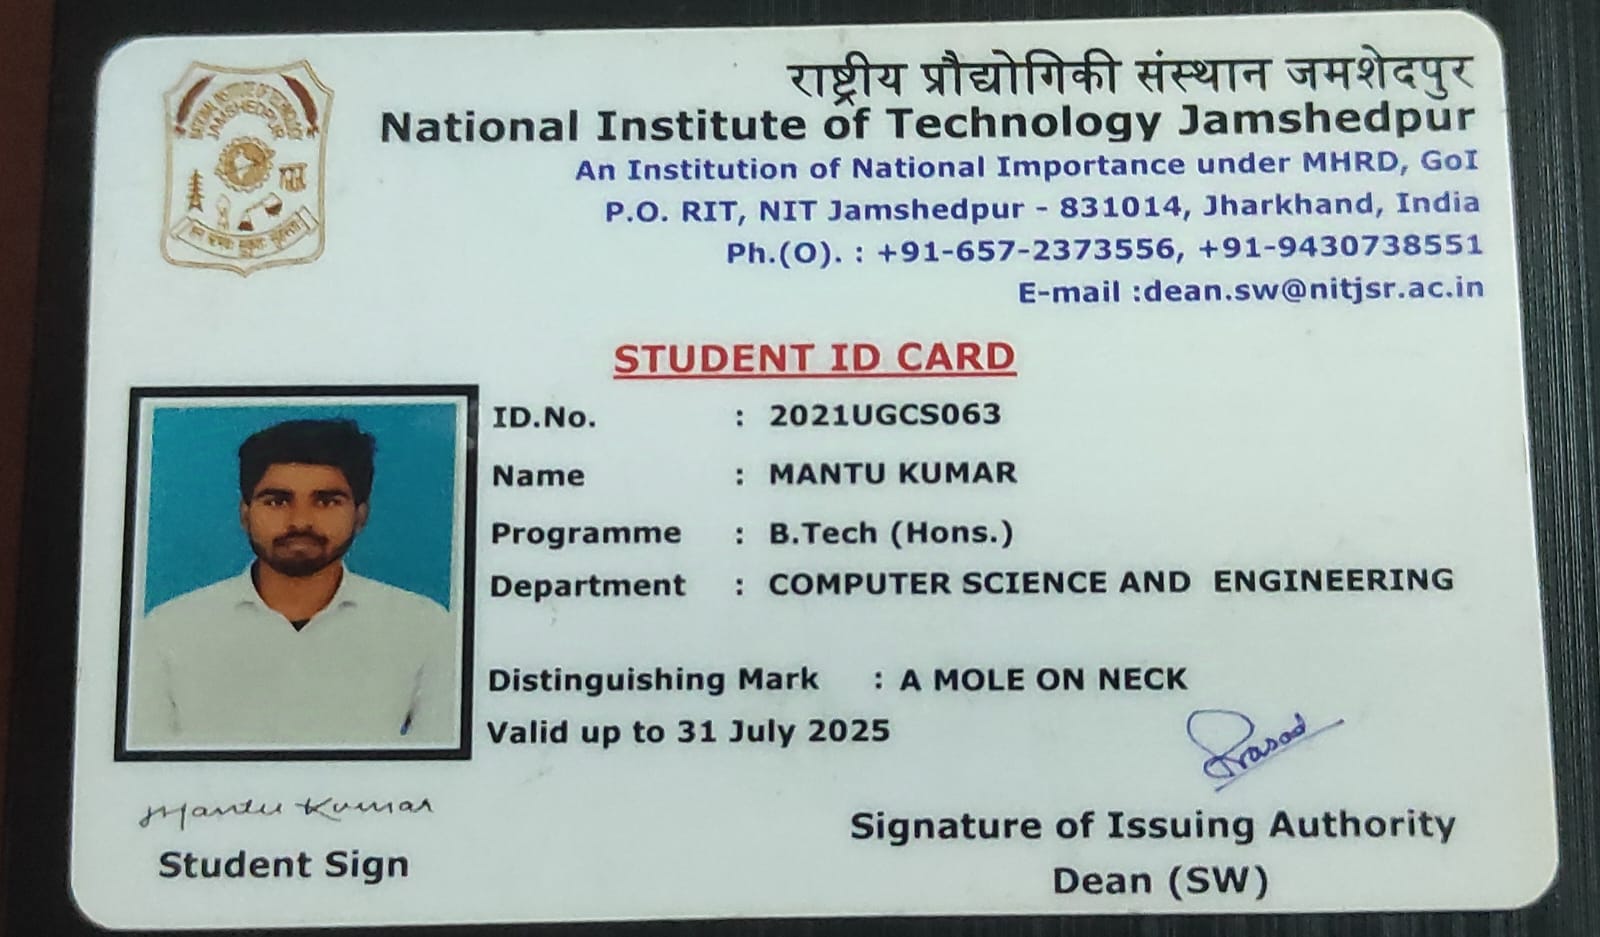 राष्ट्रीय प्रौद्योगिकी संस्थान जमशेदपुर
National Institute of Technology Jamshedpur
An Institution of National Importance under MHRD, GoI
P.O. RIT, NIT Jamshedpur - 831014, Jharkhand, India
Ph.(O). : +91-657-2373556, +91-9430738551
E-mail :dean.sw@nitjsr.ac.in
NATIONAL INSTITUTE OF TECHNOLOGY
JAMSHEDPUR
STUDENT ID CARD
ID.No. : 2021UGCS063
Name : MANTU KUMAR
Programme : B.Tech (Hons.)
Department : COMPUTER SCIENCE AND ENGINEERING
Distinguishing Mark : A MOLE ON NECK
Valid up to 31 July 2025
Prasad
Mantu Kumar
Student Sign
Signature of Issuing Authority
Dean (SW)